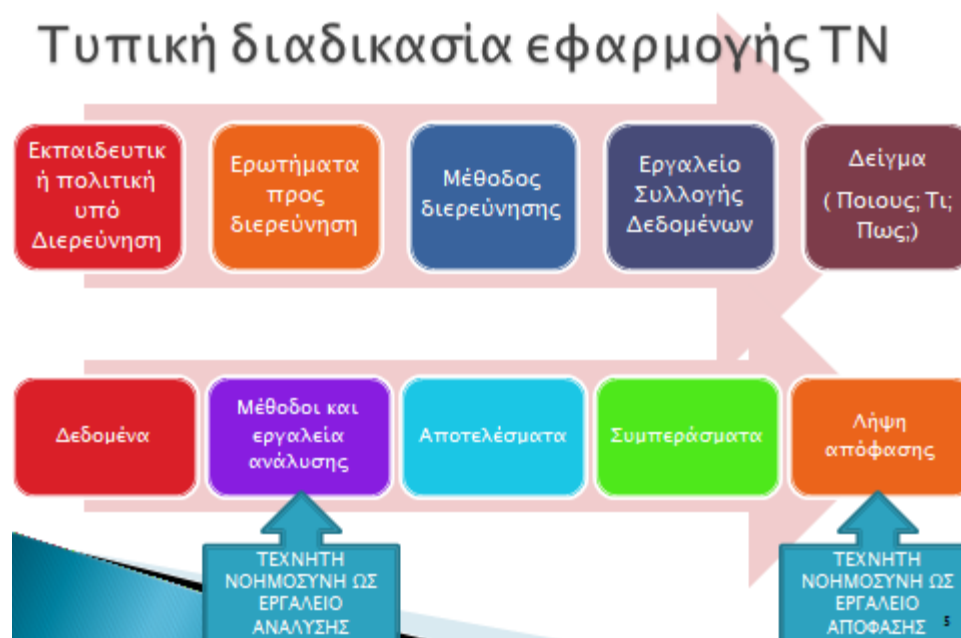 Τυπική διαδικασία εφαρμογής ΤΝ
Εκπαιδευτικ
ή πολιτική
υπό
Διερεύνηση
Ερωτήματα
προς
διερεύνηση
Μέθοδος
διερεύνησης
Εργαλείο
Συλλογής
Δεδομένων
Δείγμα
( Ποιους; Τι;
Πως;)
Δεδομένα
Μέθοδοι και
εργαλεία
ανάλυσης
Αποτελέσματα
Συμπεράσματα
Λήψη
απόφασης
ΤΕΧΝΗΤΗ
ΝΟΗΜΟΣΥΝΗ ΩΣ
ΕΡΓΑΛΕΙΟ
ΑΝΑΛΥΣΗΣ
ΤΕΧΝΗΤΗ
ΝΟΗΜΟΣΥΝΗ ΩΣ
ΕΡΓΑΛΕΙΟ
ΑΠΟΦΑΣΗΣ
5